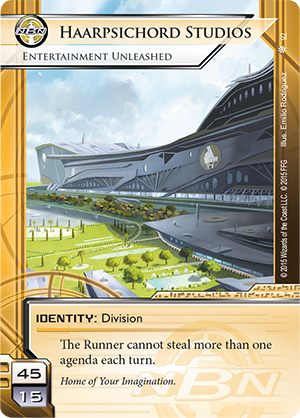 NBN
Haarpsichord Studios
Entertainment Unleashed
92
Illus. Emilio Rodriguez
© 2015 Wizards of the Coast LLC. © 2015 FFG
Identity: Division
The Runner cannot steal more than one
agenda each turn.
Home of Your Imagination.
45
15
NBN